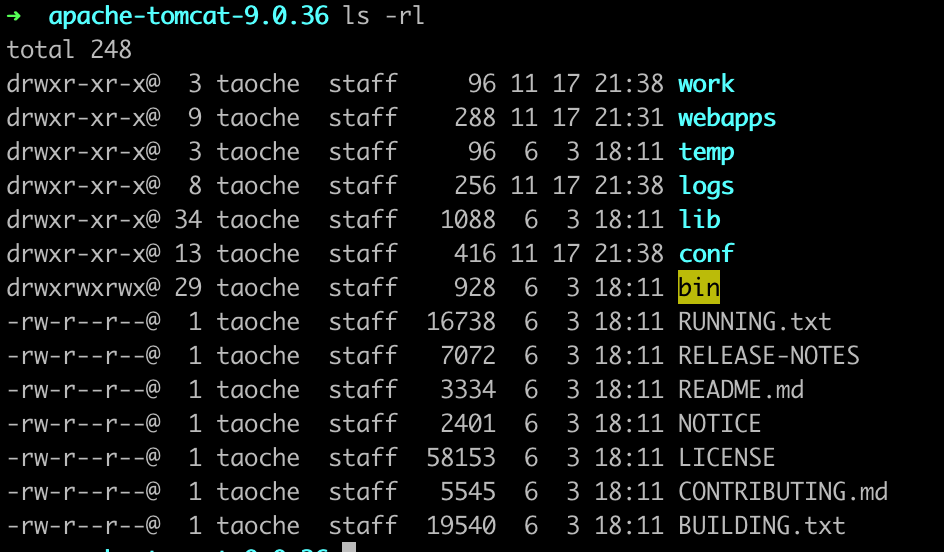 ➜  apache-tomcat-9.0.36 ls -rl
total 248
drwxr-xr-x@  3 taoche  staff     96 11 17 21:38 work
drwxr-xr-x@  9 taoche  staff    288 11 17 21:31 webapps
drwxr-xr-x@  3 taoche  staff     96  6  3 18:11 temp
drwxr-xr-x@  8 taoche  staff    256 11 17 21:38 logs
drwxr-xr-x@ 34 taoche  staff   1088  6  3 18:11 lib
drwxr-xr-x@ 13 taoche  staff    416 11 17 21:38 conf
drwxrwxrwx@ 29 taoche  staff    928  6  3 18:11 bin
-rw-r--r--@  1 taoche  staff  16738  6  3 18:11 RUNNING.txt
-rw-r--r--@  1 taoche  staff   7072  6  3 18:11 RELEASE-NOTES
-rw-r--r--@  1 taoche  staff   3334  6  3 18:11 README.md
-rw-r--r--@  1 taoche  staff   2401  6  3 18:11 NOTICE
-rw-r--r--@  1 taoche  staff  58153  6  3 18:11 LICENSE
-rw-r--r--@  1 taoche  staff   5545  6  3 18:11 CONTRIBUTING.md
-rw-r--r--@  1 taoche  staff  19540  6  3 18:11 BUILDING.txt
apache-tomcat-9.0.36